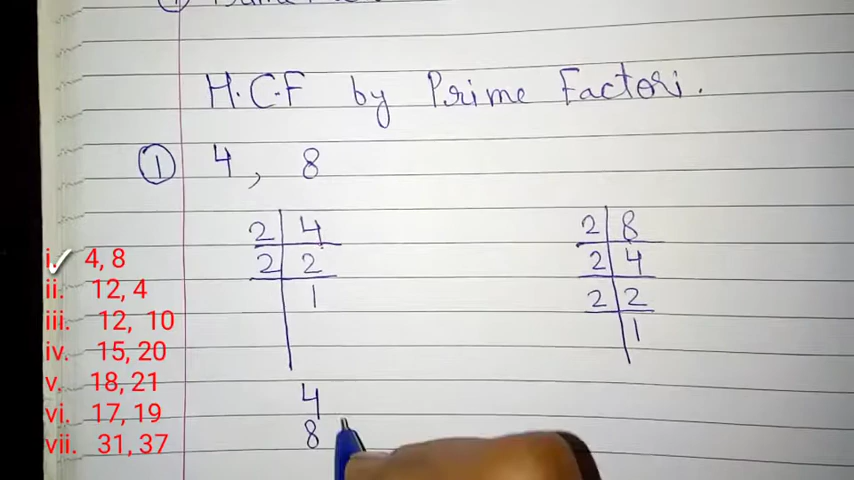 H.C.F by Prime Factori.
① 4, 8
2 4
2 2
1
2 8
2 4
2 2
1
4
8
i. 4, 8
ii. 12, 4
iii. 12, 10
iv. 15, 20
v. 18, 21
vi. 17, 19
vii. 31, 37